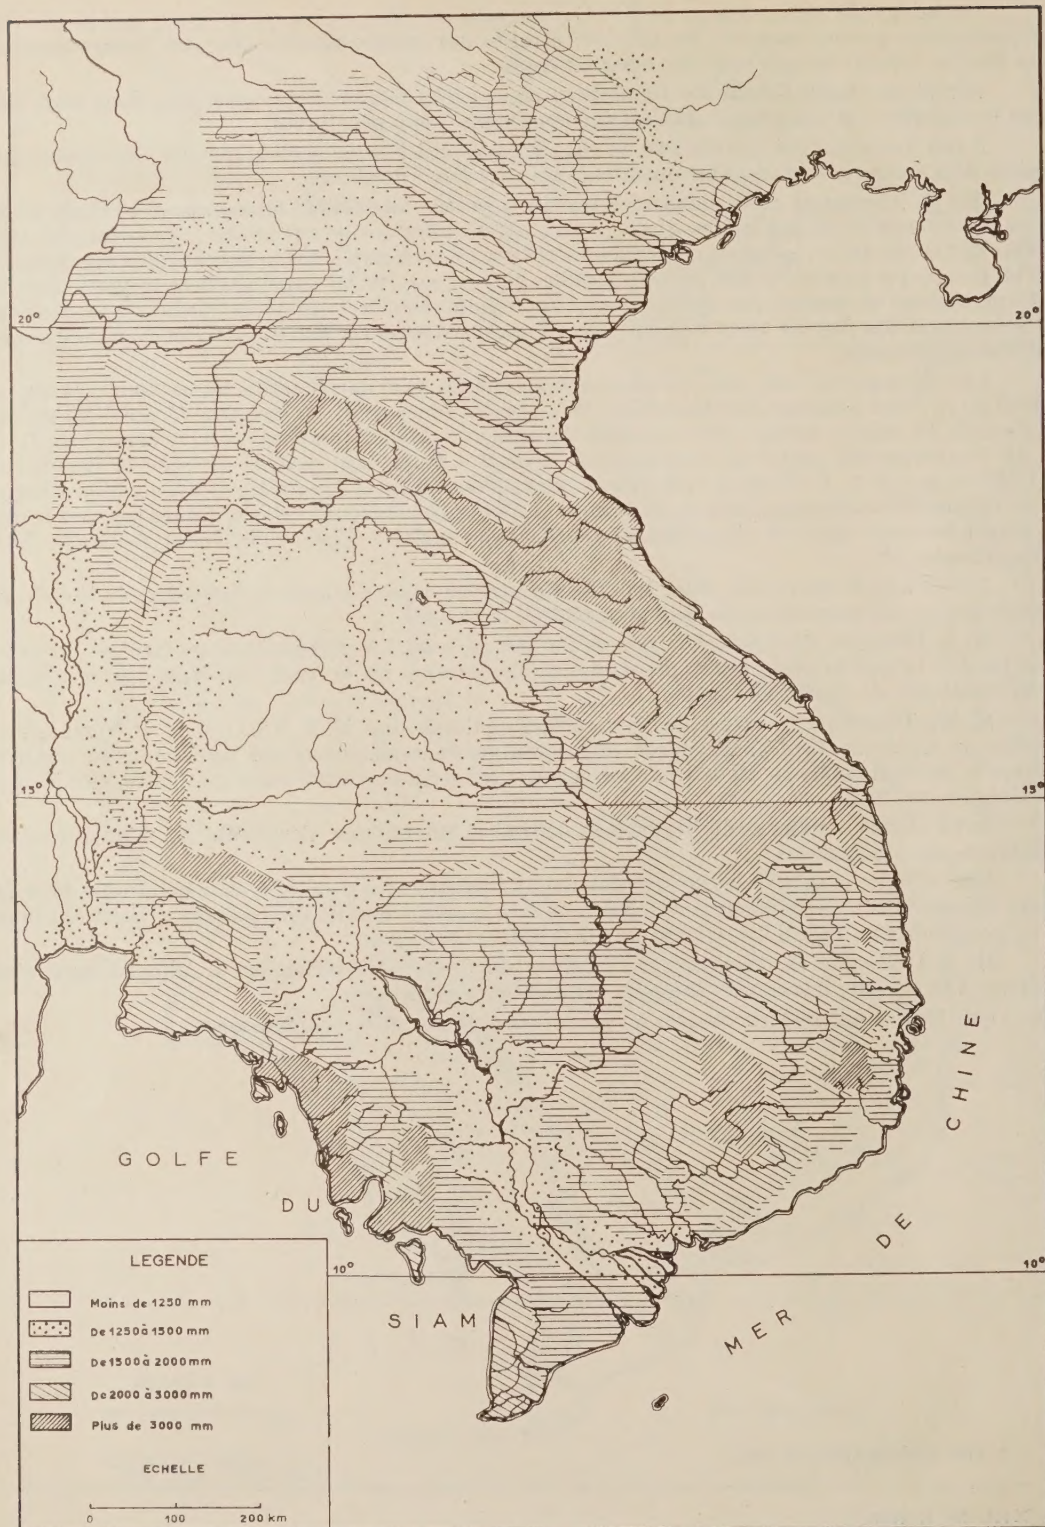 20°
20°
15°
15°
CHINE
GOLFE
DU
DE
10°
10°
SIAM
MER
LEGENDE
Moins de 1250 mm
De 1250 à 1500 mm
De 1500 à 2000 mm
De 2000 à 3000 mm
Plus de 3000 mm
ECHELLE
0 100 200 km